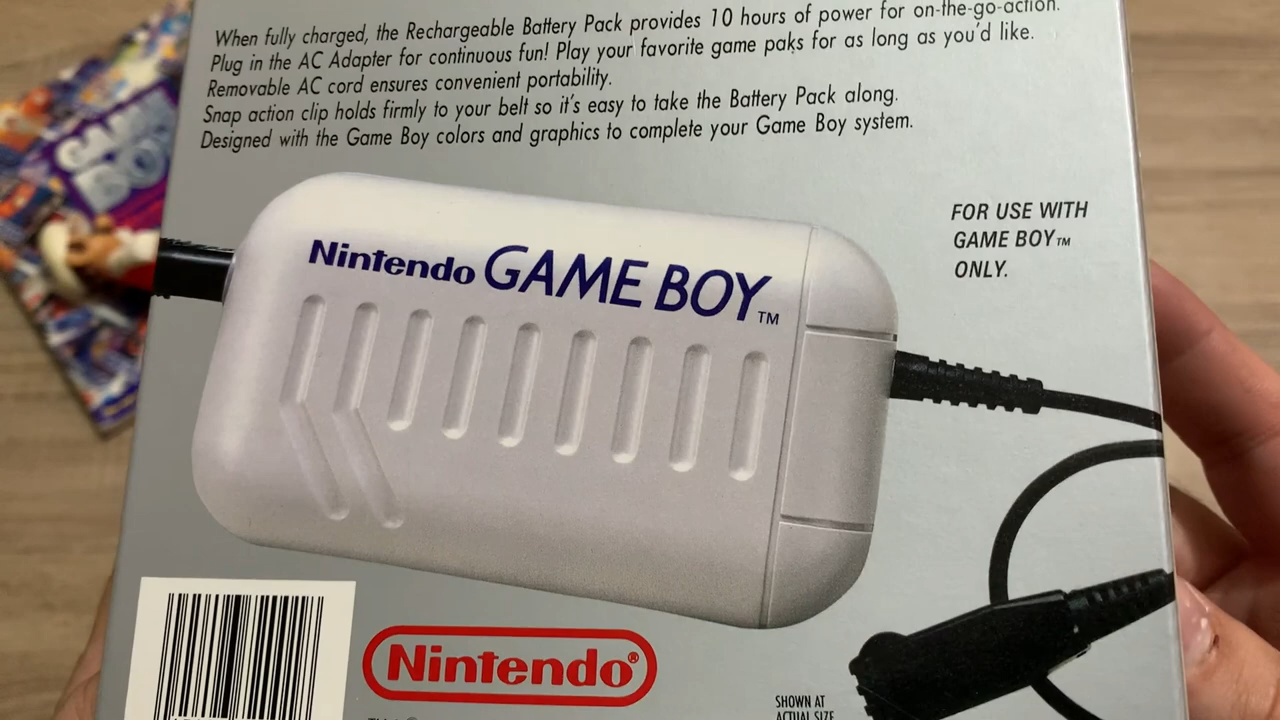 When fully charged, the Rechargeable Battery Pack provides 10 hours of power for on-the-go-action.
Plug in the AC Adapter for continuous fun! Play your favorite game paks for as long as you'd like.
Removable AC cord ensures convenient portability.
Snap action clip holds firmly to your belt so it's easy to take the Battery Pack along.
Designed with the Game Boy colors and graphics to complete your Game Boy system.
GAME BOY
FOR USE WITH
GAME BOY™
ONLY.
Nintendo GAME BOY™
Nintendo®
SHOWN AT
ACTUAL SIZE